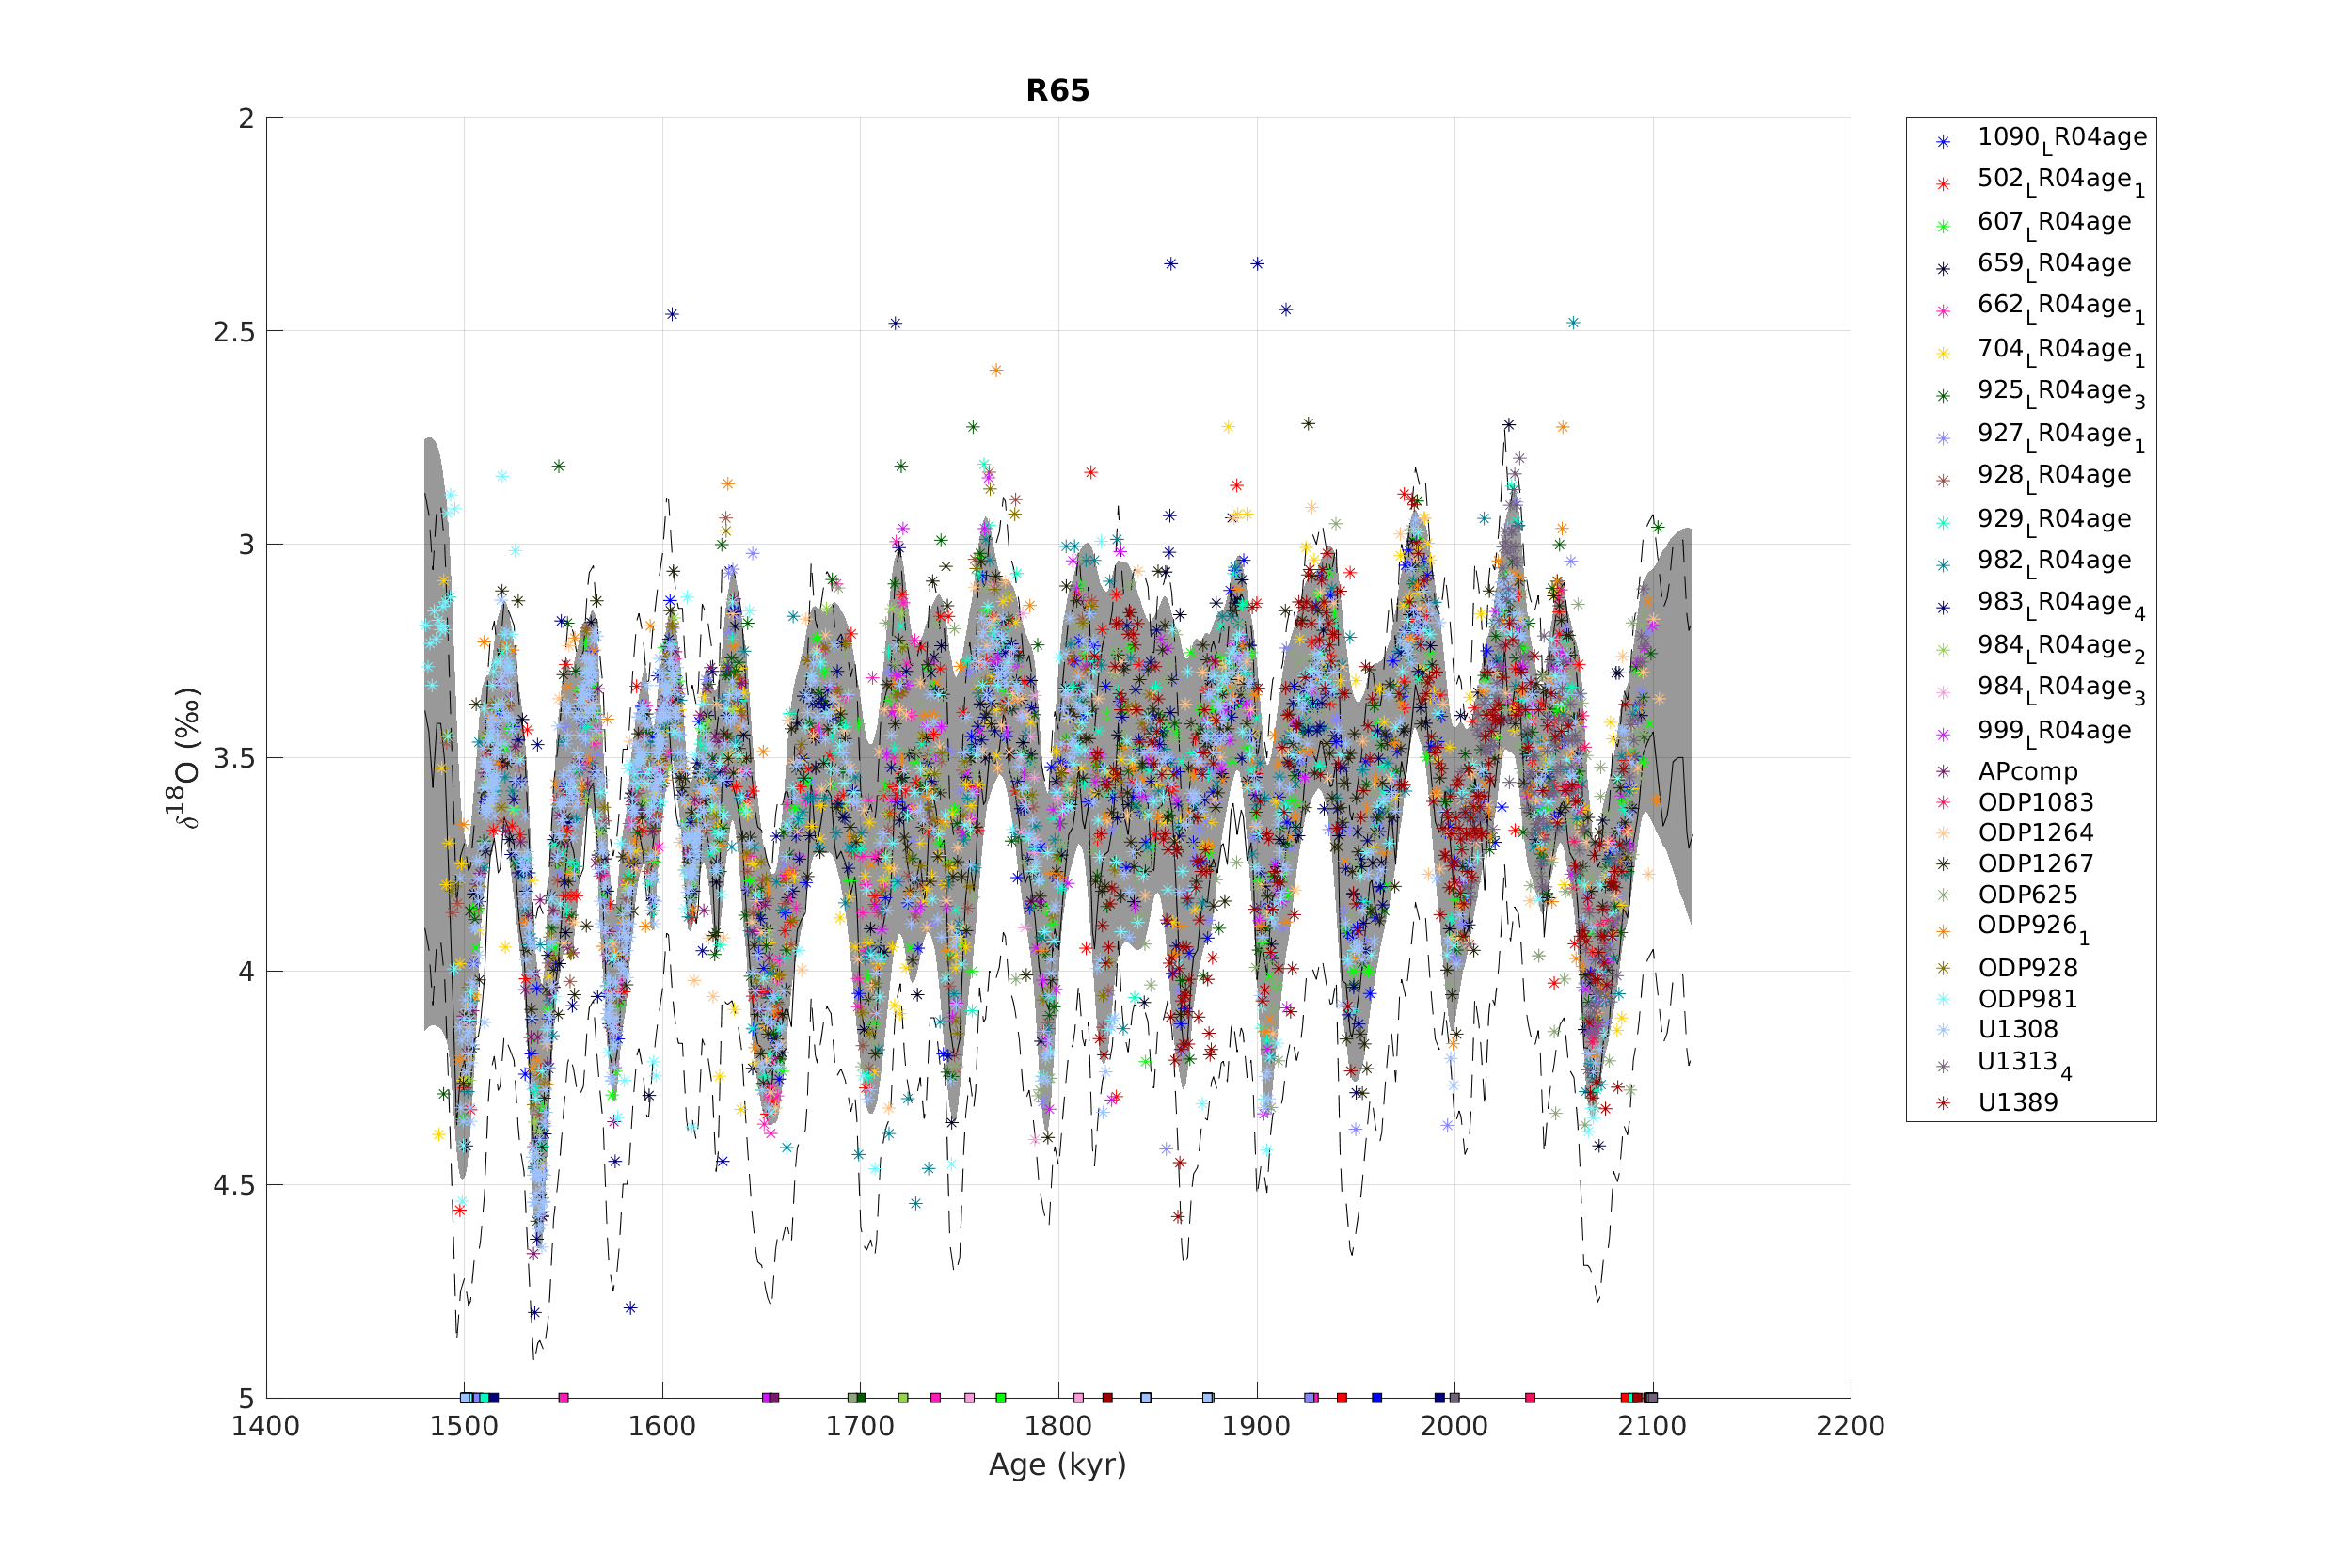 R65
2
2.5
3
3.5
4
4.5
5
δ18O (‰)
1400 1500 1600 1700 1800 1900 2000 2100 2200
Age (kyr)
1090LR04age
502LR04age1
607LR04age
659LR04age
662LR04age1
704LR04age1
925LR04age3
927LR04age1
928LR04age
929LR04age
982LR04age
983LR04age4
984LR04age2
984LR04age3
999LR04age
APcomp
ODP1083
ODP1264
ODP1267
ODP625
ODP9261
ODP928
ODP981
U1308
U13134
U1389